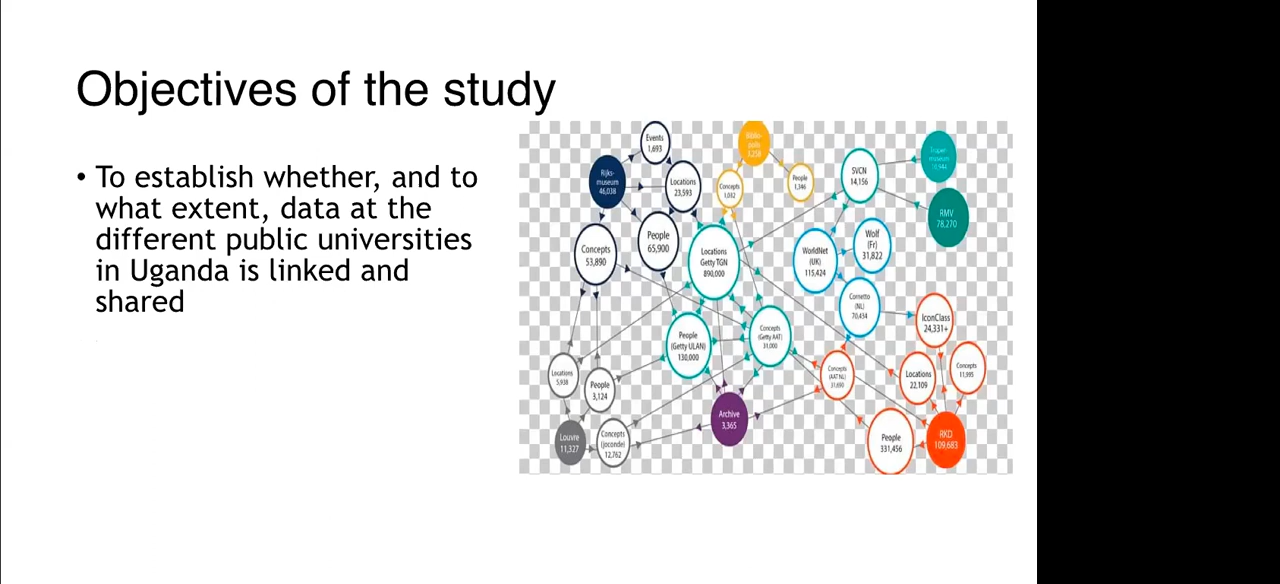 Objectives of the study
• To establish whether, and to
what extent, data at the
different public universities
in Uganda is linked and
shared
Events
1,693
Rijks-
museum
46,038
Locations
23,593
People
65,900
Concepts
53,890
Biblio-
polis
1,258
Concepts
1,032
People
1,346
Locations
Getty TGN
890,000
SVCN
14,156
RMV
78,270
WorldNet
(UK)
115,424
Wolf
(Fr)
31,822
Cornetto
(NL)
70,434
People
(Getty ULAN)
130,000
Concepts
(Getty AAT)
31,000
Concepts
(AAT NL)
31,690
IconClass
24,331+
Locations
22,109
Concepts
11,995
People
331,456
RKD
109,683
Archive
3,365
Locations
5,938
People
3,124
Louvre
11,327
Concepts
(joconde)
12,762